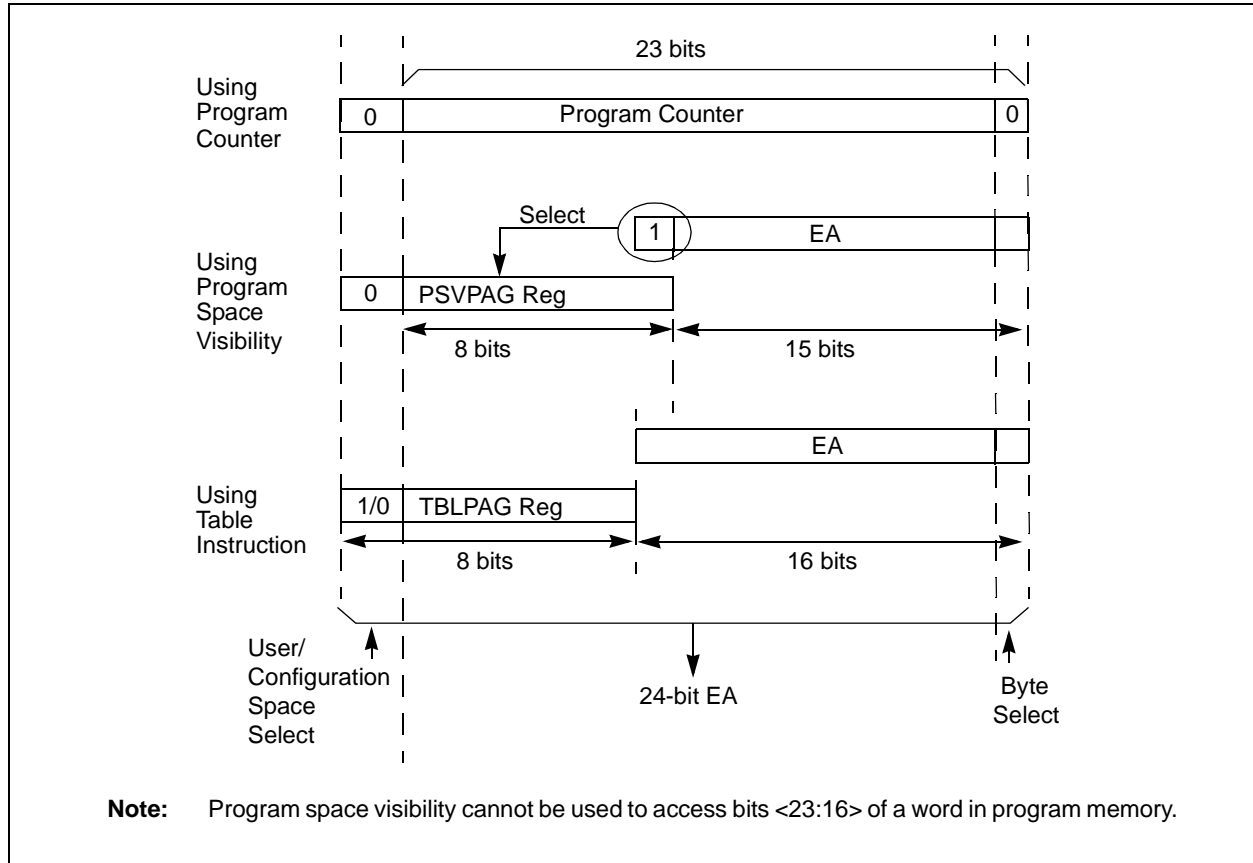 23 bits
Using
Program
Counter
0
Program Counter
0
Select
1
EA
Using
Program
Space
Visibility
0
PSVPAG Reg
8 bits
15 bits
EA
Using
Table
Instruction
1/0
TBLPAG Reg
8 bits
16 bits
User/
Configuration
Space
Select
24-bit EA
Byte
Select
Note: Program space visibility cannot be used to access bits <23:16> of a word in program memory.